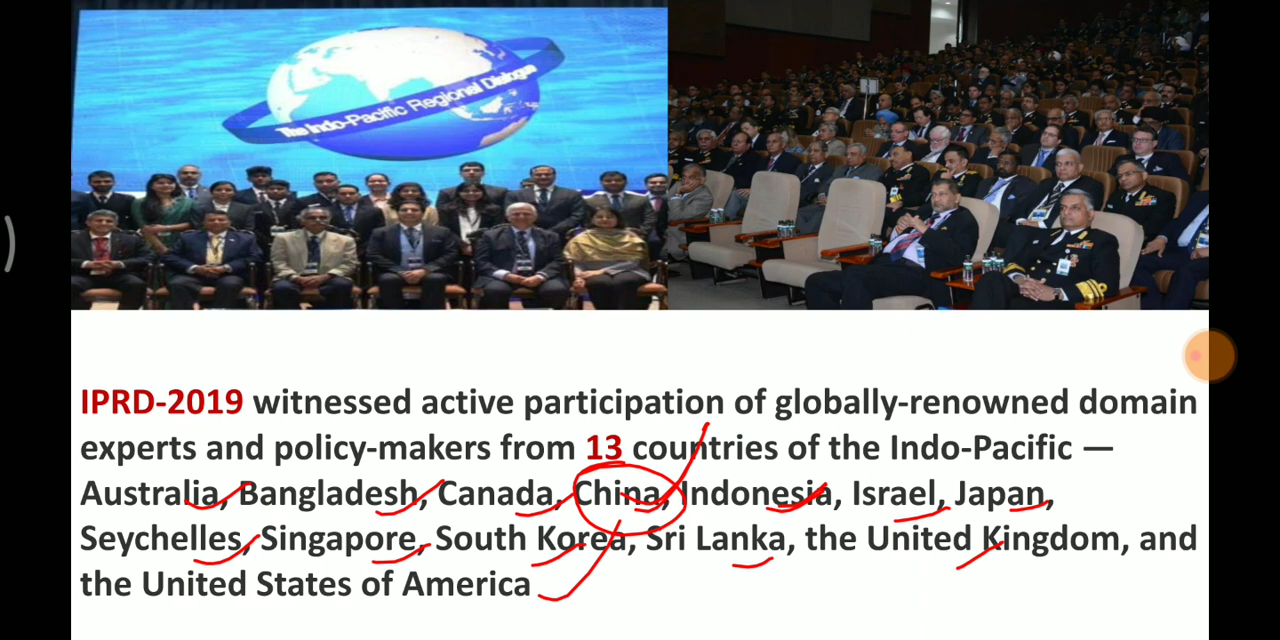 The Indo-Pacific Regional Dialogue
IPRD-2019 witnessed active participation of globally-renowned domain
experts and policy-makers from 13 countries of the Indo-Pacific —
Australia, Bangladesh, Canada, China, Indonesia, Israel, Japan,
Seychelles, Singapore, South Korea, Sri Lanka, the United Kingdom, and
the United States of America